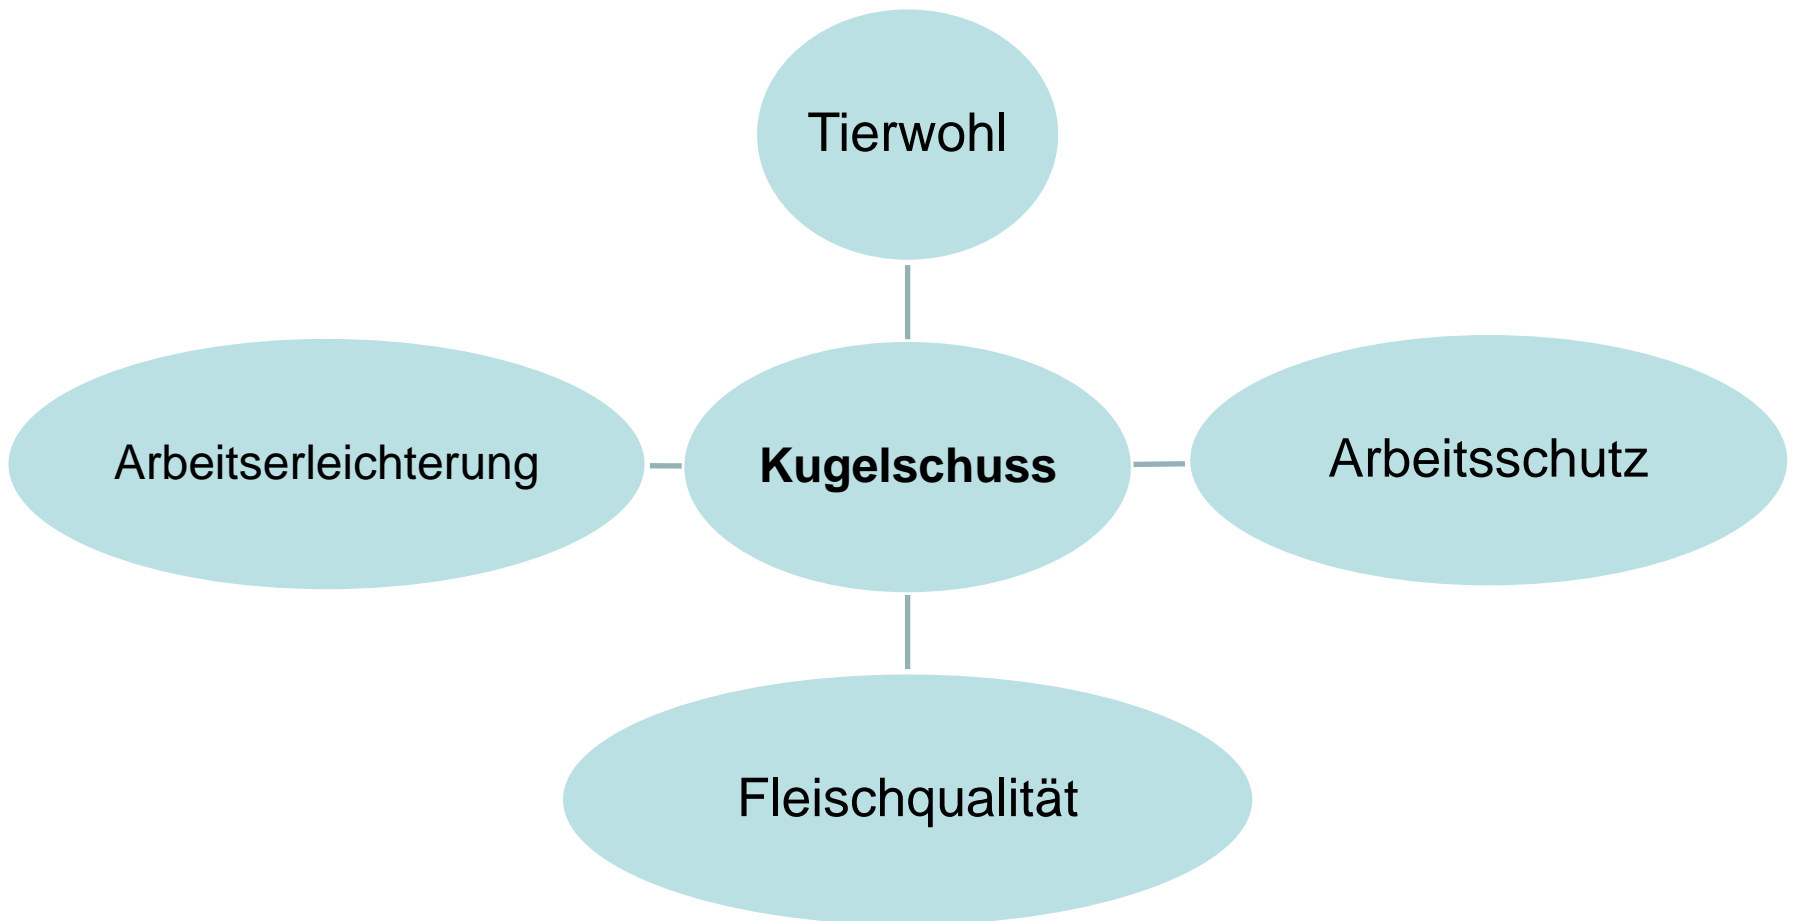 Tierwohl
Arbeitserleichterung
Kugelschuss
Arbeitsschutz
Fleischqualität